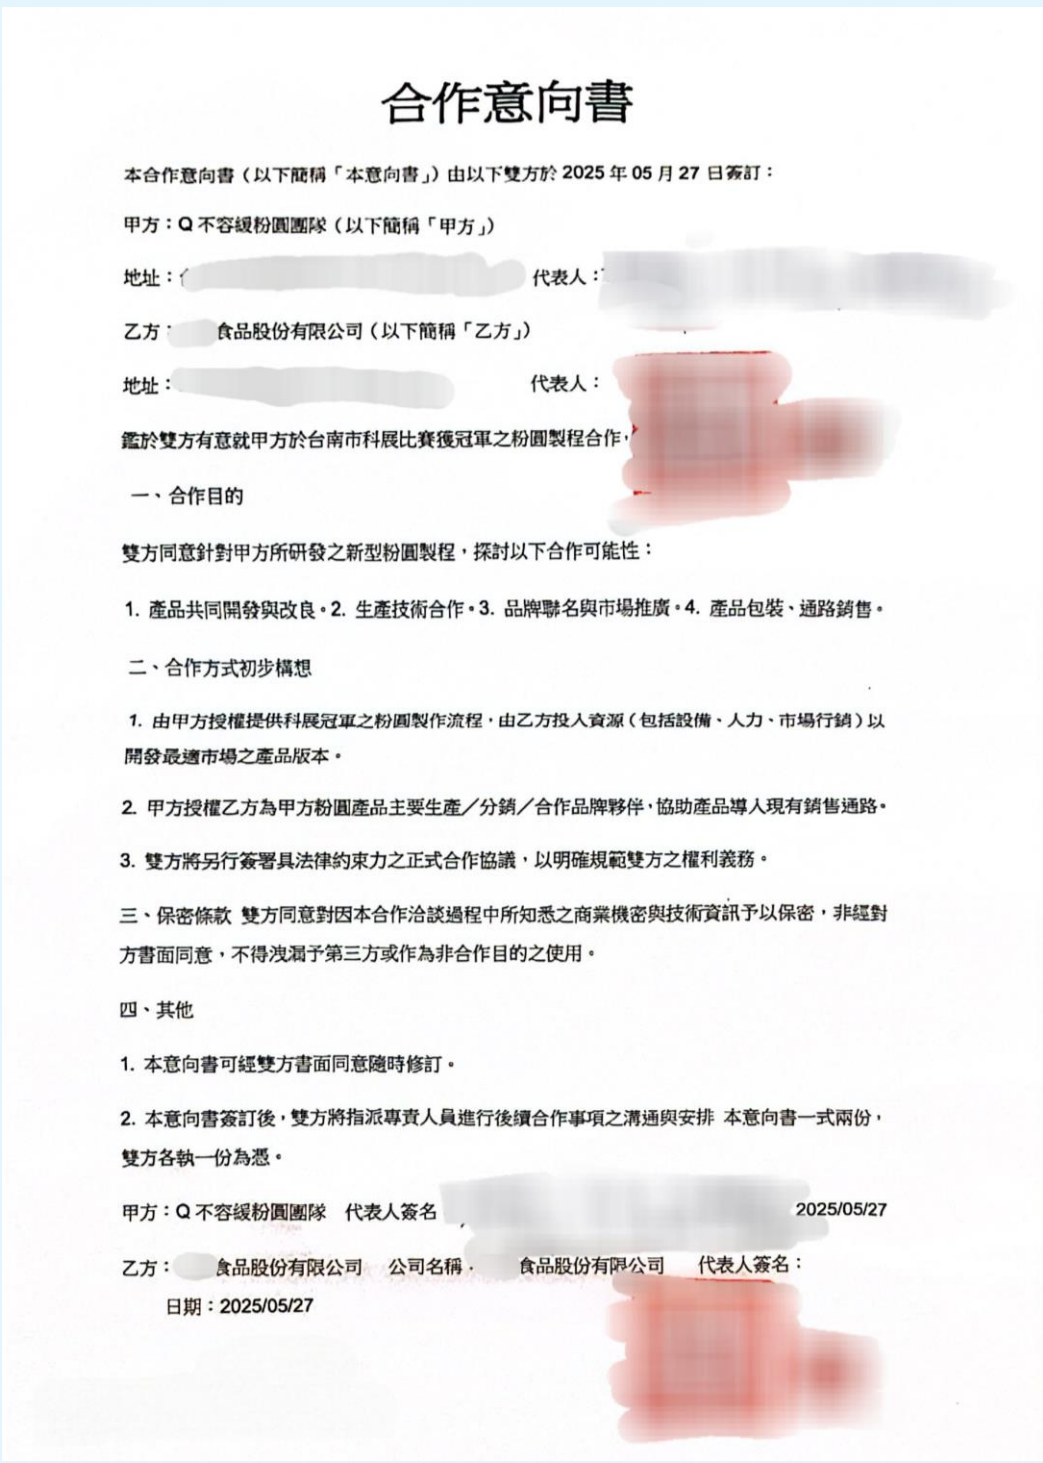 合作意向書
本合作意向書（以下簡稱「本意向書」）由以下雙方於 2025 年 05 月 27 日簽訂：
甲方：Q 不容緩粉圓團隊（以下簡稱「甲方」）
地址： 代表人：
乙方： 食品股份有限公司（以下簡稱「乙方」）
地址： 代表人：
鑑於雙方有意就甲方於台南市科展比賽獲冠軍之粉圓製程合作，
一、合作目的
雙方同意針對甲方所研發之新型粉圓製程，探討以下合作可能性：
1. 產品共同開發與改良。2. 生產技術合作。3. 品牌聯名與市場推廣。4. 產品包裝、通路銷售。
二、合作方式初步構想
1. 由甲方授權提供科展冠軍之粉圓製作流程，由乙方投入資源（包括設備、人力、市場行銷）以
開發最適市場之產品版本。
2. 甲方授權乙方為甲方粉圓產品主要生產／分銷／合作品牌夥伴，協助產品導入現有銷售通路。
3. 雙方將另行簽署具法律約束力之正式合作協議，以明確規範雙方之權利義務。
三、保密條款 雙方同意對因本合作洽談過程中所知悉之商業機密與技術資訊予以保密，非經對
方書面同意，不得洩漏予第三方或作為非合作目的之使用。
四、其他
1. 本意向書可經雙方書面同意隨時修訂。
2. 本意向書簽訂後，雙方將指派專責人員進行後續合作事項之溝通與安排 本意向書一式兩份，
雙方各執一份為憑。
甲方：Q 不容緩粉圓團隊 代表人簽名 2025/05/27
乙方： 食品股份有限公司 公司名稱 食品股份有限公司 代表人簽名：
日期：2025/05/27